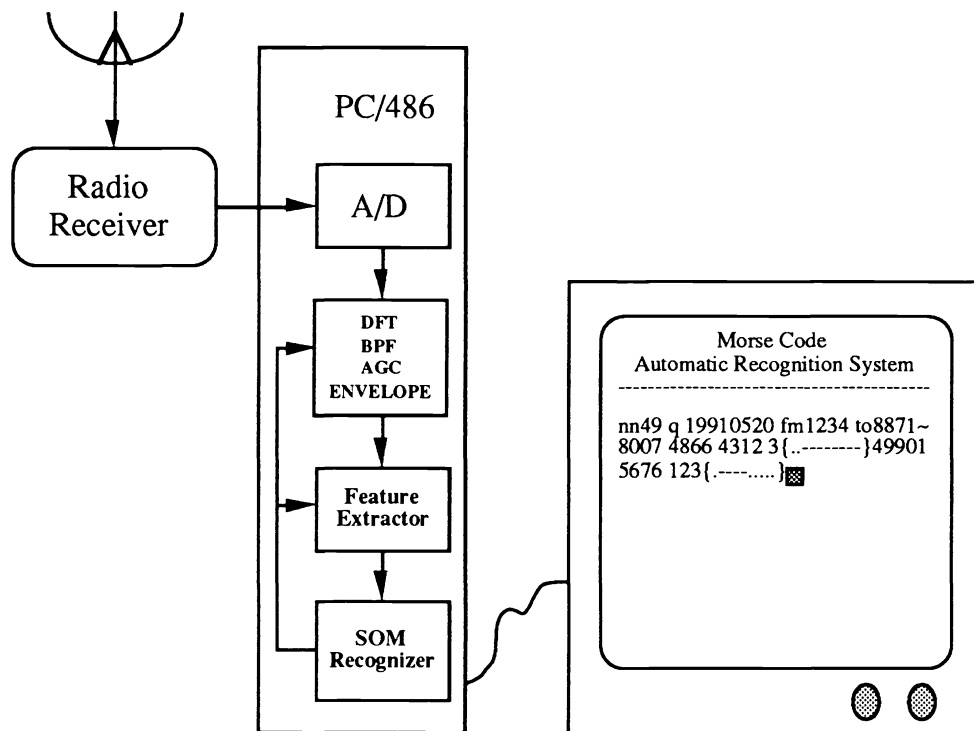 PC/486
Radio
Receiver
A/D
DFT
BPF
AGC
ENVELOPE
Feature
Extractor
SOM
Recognizer
Morse Code
Automatic Recognition System
-------------------------------------------
nn49 q 19910520 fm1234 to8871~
8007 4866 4312 3{..--------}49901
5676 123{.----.....}